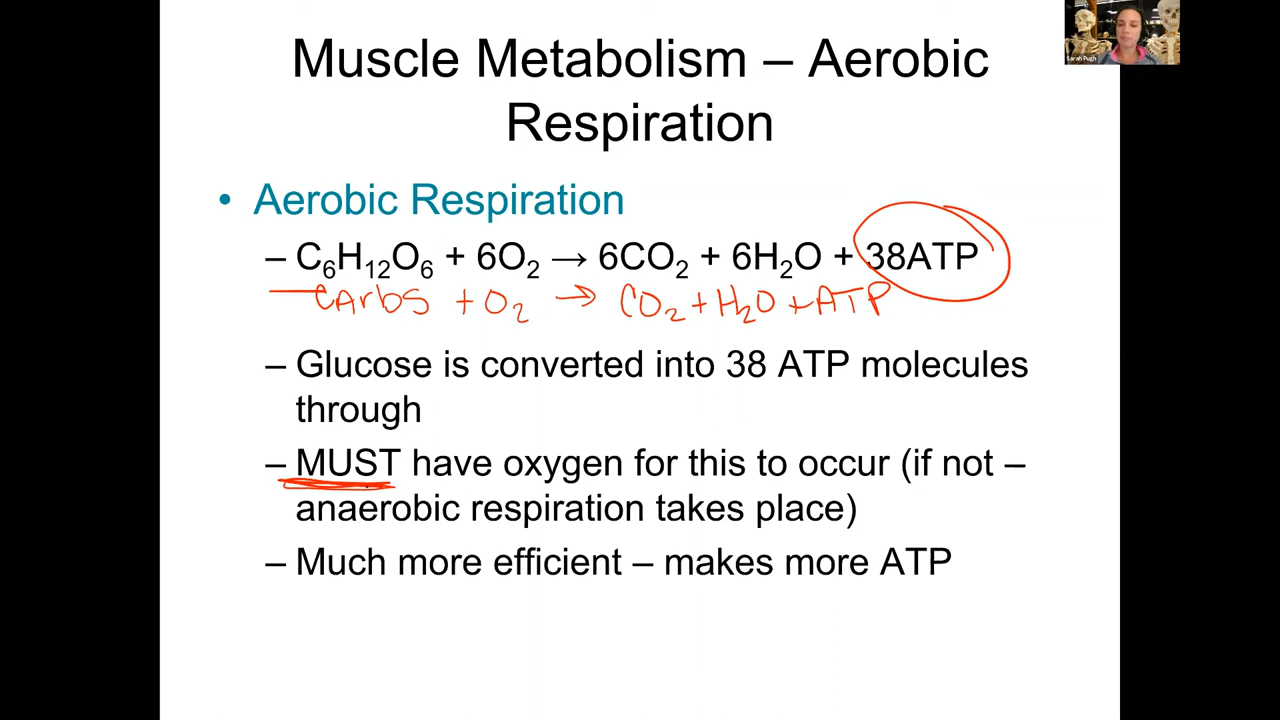 Muscle Metabolism – Aerobic
Respiration
• Aerobic Respiration
– C₆H₁₂O₆ + 6O₂ → 6CO₂ + 6H₂O + 38ATP
CArbS + O₂ → CO₂ + H₂O + ATP
– Glucose is converted into 38 ATP molecules
through
– MUST have oxygen for this to occur (if not –
anaerobic respiration takes place)
– Much more efficient – makes more ATP
Sarah Pugh